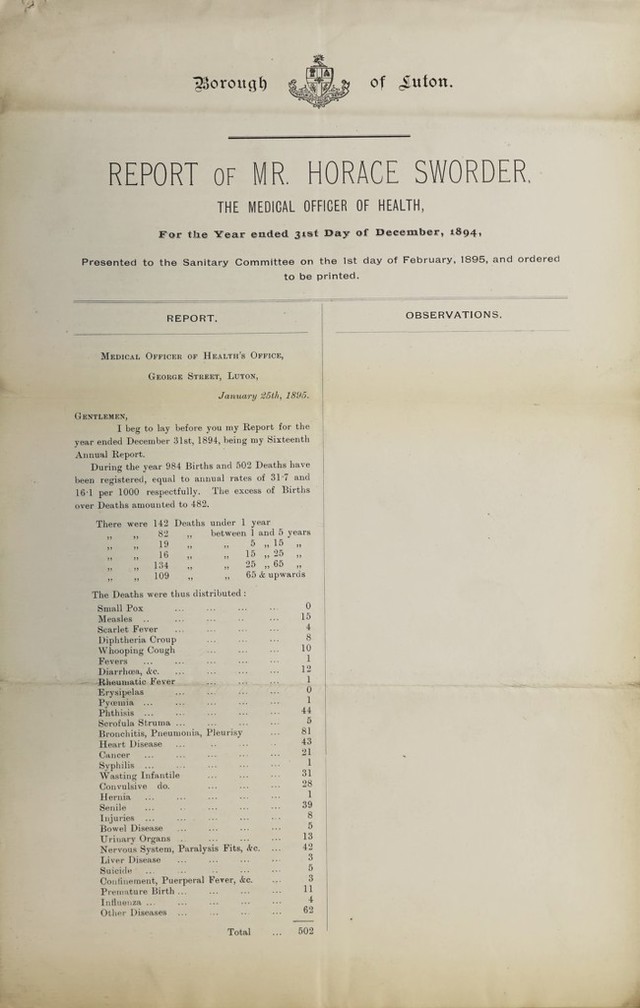 Borough of Luton.
REPORT OF MR. HORACE SWORDER,
THE MEDICAL OFFICER OF HEALTH,
For the Year ended 31st Day of December, 1894,
Presented to the Sanitary Committee on the 1st day of February, 1895, and ordered
to be printed.
REPORT.
MEDICAL OFFICER OF HEALTH'S OFFICE,
GEORGE STREET, LUTON,
January 25th, 1895.
GENTLEMEN,
I beg to lay before you my Report for the
year ended December 31st, 1894, being my Sixteenth
Annual Report.
During the year 984 Births and 502 Deaths have
been registered, equal to annual rates of 31·7 and
16·1 per 1000 respectfully. The excess of Births
over Deaths amounted to 482.
There were 142 Deaths under 1 year
„ „ 82 „ between 1 and 5 years
„ „ 19 „ „ 5 „ 15 „
„ „ 16 „ „ 15 „ 25 „
„ „ 134 „ „ 25 „ 65 „
„ „ 109 „ „ 65 & upwards
The Deaths were thus distributed :
Small Pox ... ... ... ... 0
Measles .. ... ... .. ... 15
Scarlet Fever ... ... ... ... 4
Diphtheria Croup ... ... ... 8
Whooping Cough ... ... ... 10
Fevers ... ... ... ... ... 1
Diarrhœa, &c. ... ... ... ... 12
Rheumatic Fever ... ... ... 1
Erysipelas ... ... ... ... 0
Pyœmia ... ... ... ... ... 1
Phthisis ... ... ... ... ... 44
Scrofula Struma ... ... ... ... 5
Bronchitis, Pneumonia, Pleurisy ... 81
Heart Disease ... .. .. . 43
Cancer ... ... ... ... ... 21
Syphilis ... ... ... ... ... 1
Wasting Infantile ... ... ... 31
Convulsive do. ... ... ... 28
Hernia ... ... ... ... ... 1
Senile ... .. ... ... ... 39
Injuries ... ... ... ... ... 8
Bowel Disease ... ... ... ... 5
Urinary Organs .. ... ... ... 13
Nervous System, Paralysis Fits, &c. ... 42
Liver Disease ... ... ... ... 3
Suicide ... ... ... ... ... 5
Confinement, Puerperal Fever, &c. ... 3
Premature Birth ... ... ... ... 11
Influenza ... ... ... ... ... 4
Other Diseases ... ... ... ... 62
Total ... 502
OBSERVATIONS.